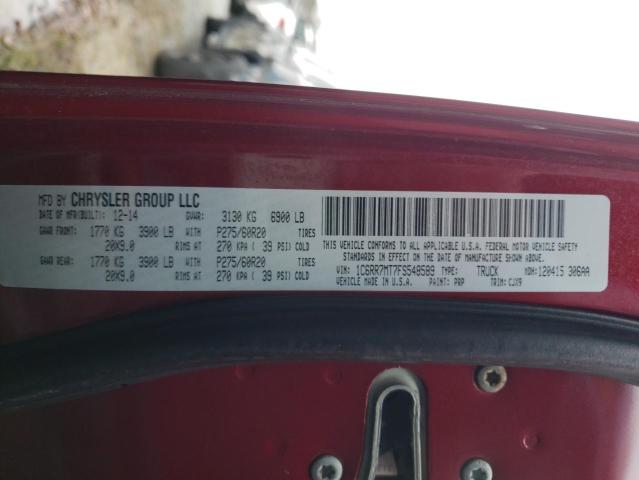 MFD BY CHRYSLER GROUP LLC
DATE OF MFR(BUILT): 12-14 GVWR: 3130 KG 6900 LB
GAWR FRONT: 1770 KG 3900 LB WITH P275/60R20 TIRES
20X9.0 RIMS AT 270 KPA ( 39 PSI) COLD
GAWR REAR: 1770 KG 3900 LB WITH P275/60R20 TIRES
20X9.0 RIMS AT 270 KPA ( 39 PSI) COLD
THIS VEHICLE CONFORMS TO ALL APPLICABLE U.S.A. FEDERAL MOTOR VEHICLE SAFETY
STANDARDS IN EFFECT ON THE DATE OF MANUFACTURE SHOWN ABOVE.
VIN: 1C6RR7MT7FS548589 TYPE: TRUCK MDH: 120415 306AA
VEHICLE MADE IN U.S.A. PAINT: PRP TRIM: CJX9